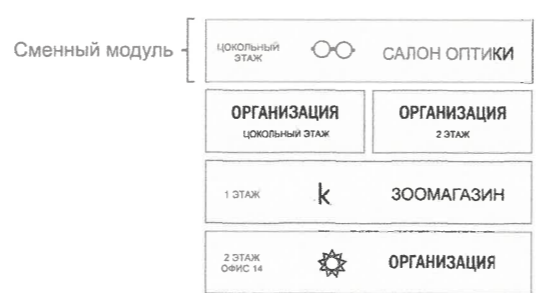 Сменный модуль
ЦОКОЛЬНЫЙ
ЭТАЖ
САЛОН ОПТИКИ
ОРГАНИЗАЦИЯ
ЦОКОЛЬНЫЙ ЭТАЖ
ОРГАНИЗАЦИЯ
2 ЭТАЖ
1 ЭТАЖ
k
ЗООМАГАЗИН
2 ЭТАЖ
ОФИС 14
ОРГАНИЗАЦИЯ